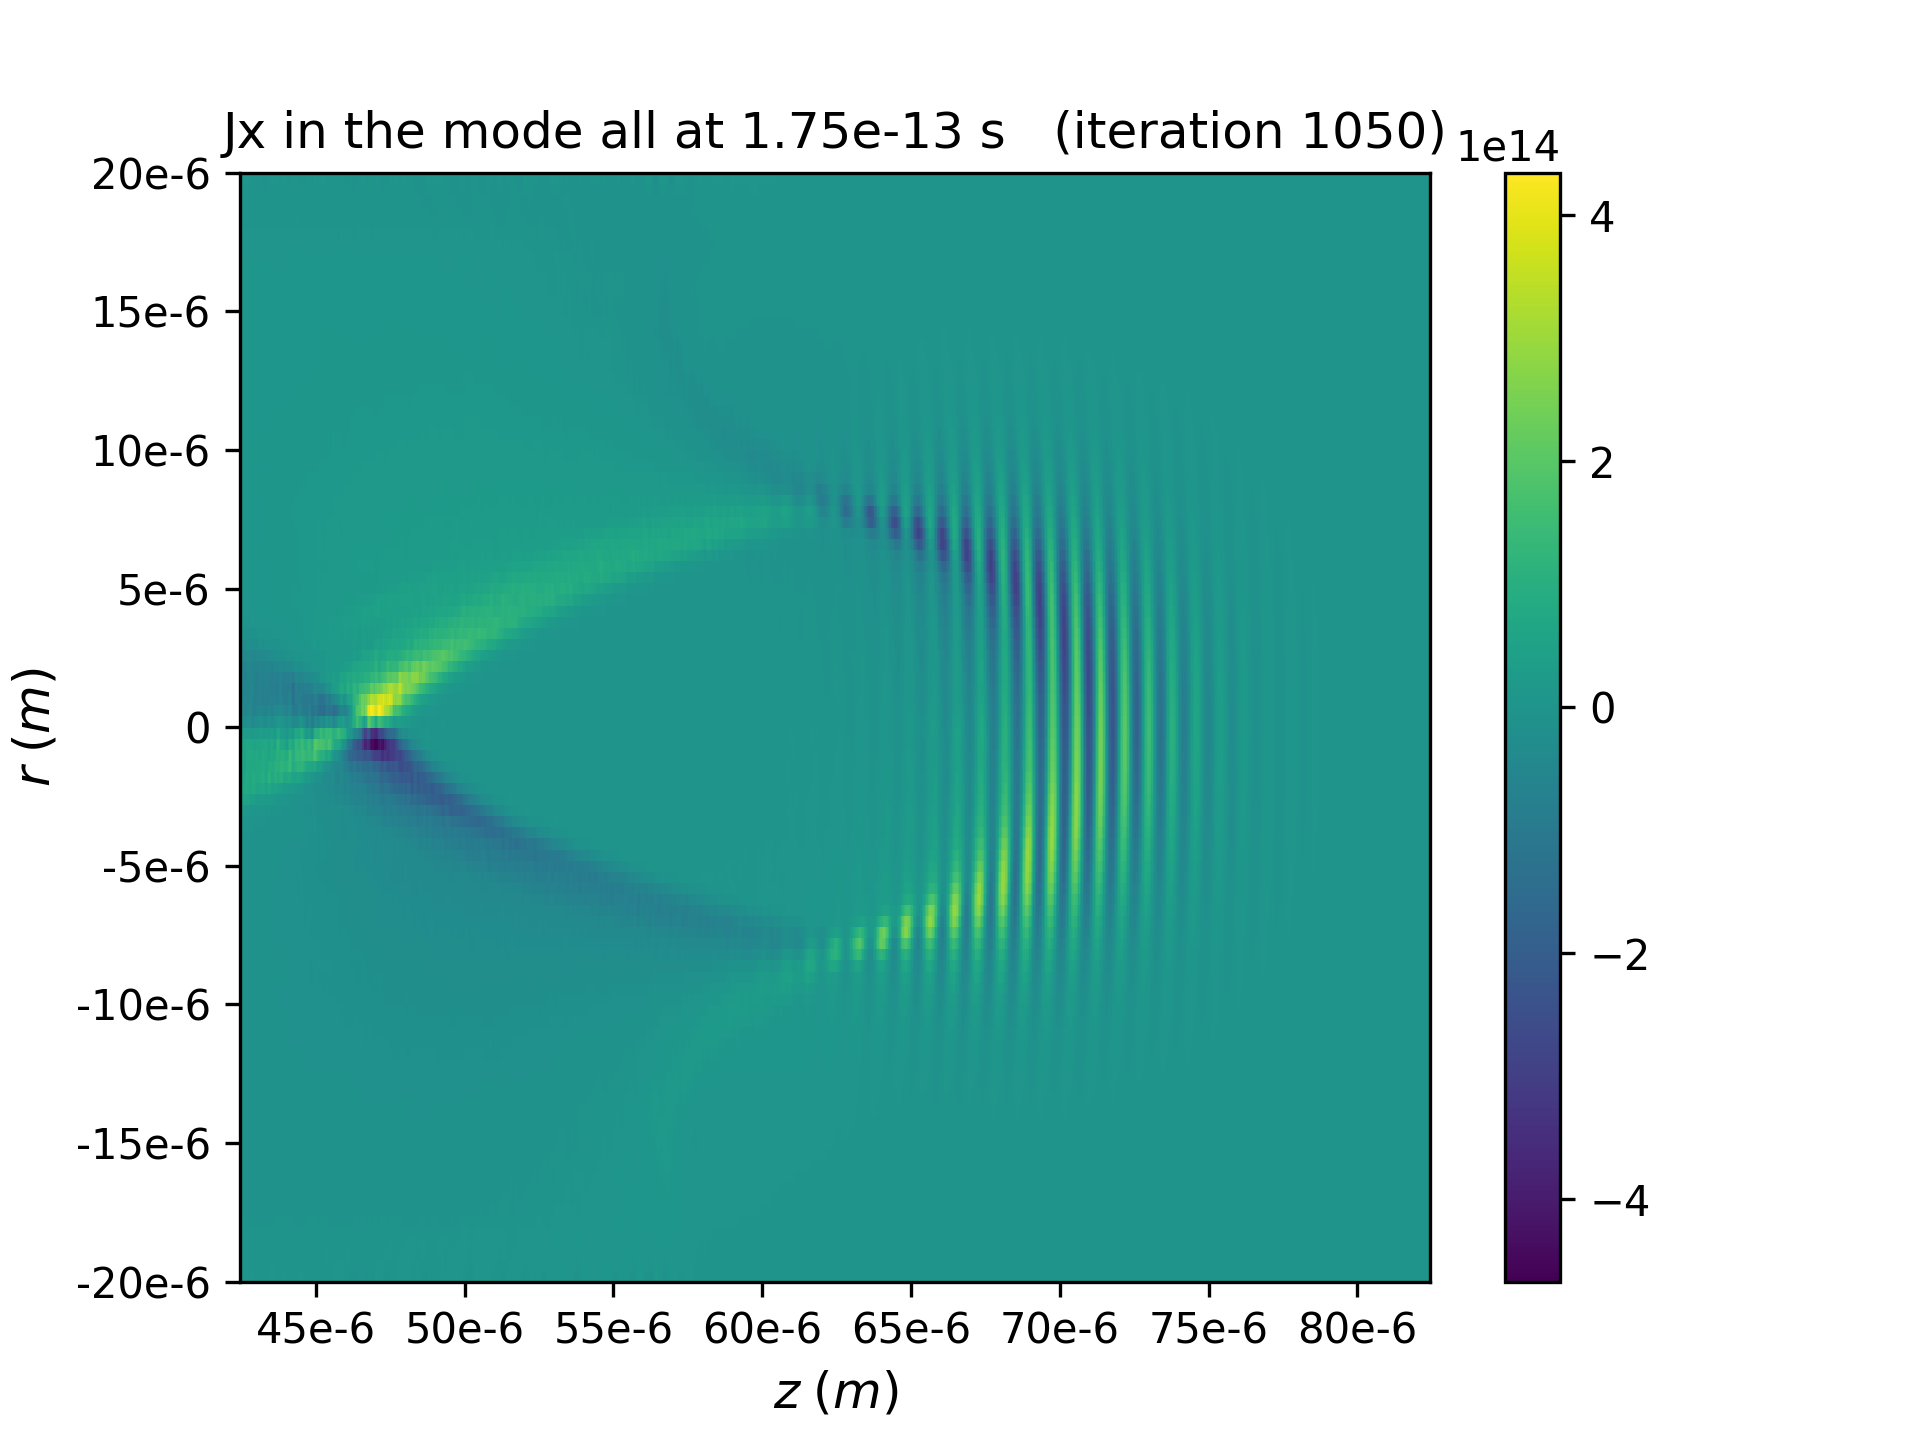 Jx in the mode all at 1.75e-13 s   (iteration 1050)
1e14
20e-6
15e-6
10e-6
5e-6
0
-5e-6
-10e-6
-15e-6
-20e-6
r (m)
45e-6 50e-6 55e-6 60e-6 65e-6 70e-6 75e-6 80e-6
z (m)
4
2
0
−2
−4